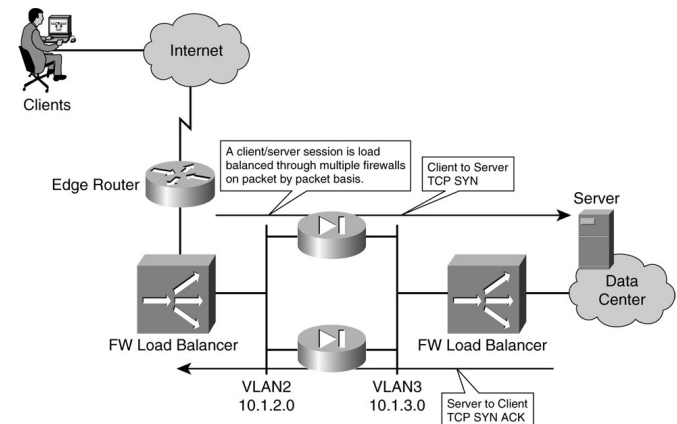 Internet
Clients
A client/server session is load
balanced through multiple firewalls
on packet by packet basis.
Client to Server
TCP SYN
Edge Router
Server
Data
Center
FW Load Balancer
FW Load Balancer
VLAN2
10.1.2.0
VLAN3
10.1.3.0
Server to Client
TCP SYN ACK